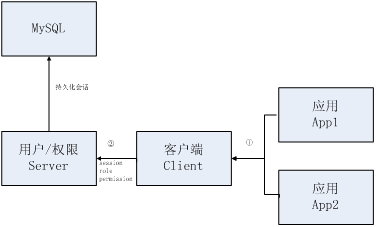 MySQL
持久化会话
用户/权限
Server
②
session
role
permission
客户端
Client
①
应用
App1
应用
App2